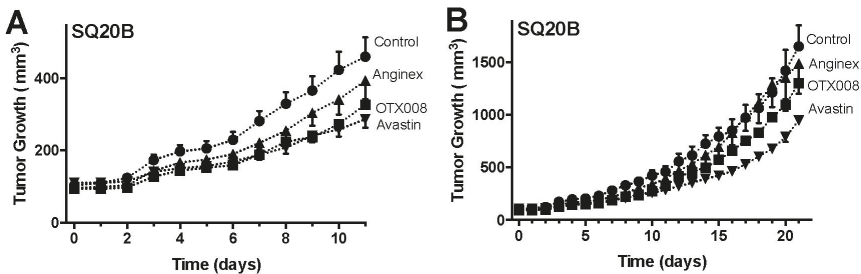 A
SQ20B
Tumor Growth ( mm³)
400
200
0
0 2 4 6 8 10
Time (days)
Control
Anginex
OTX008
Avastin
B
SQ20B
Tumor Growth ( mm³)
1500
1000
500
0
0 5 10 15 20
Time (days)
Control
Anginex
OTX008
Avastin